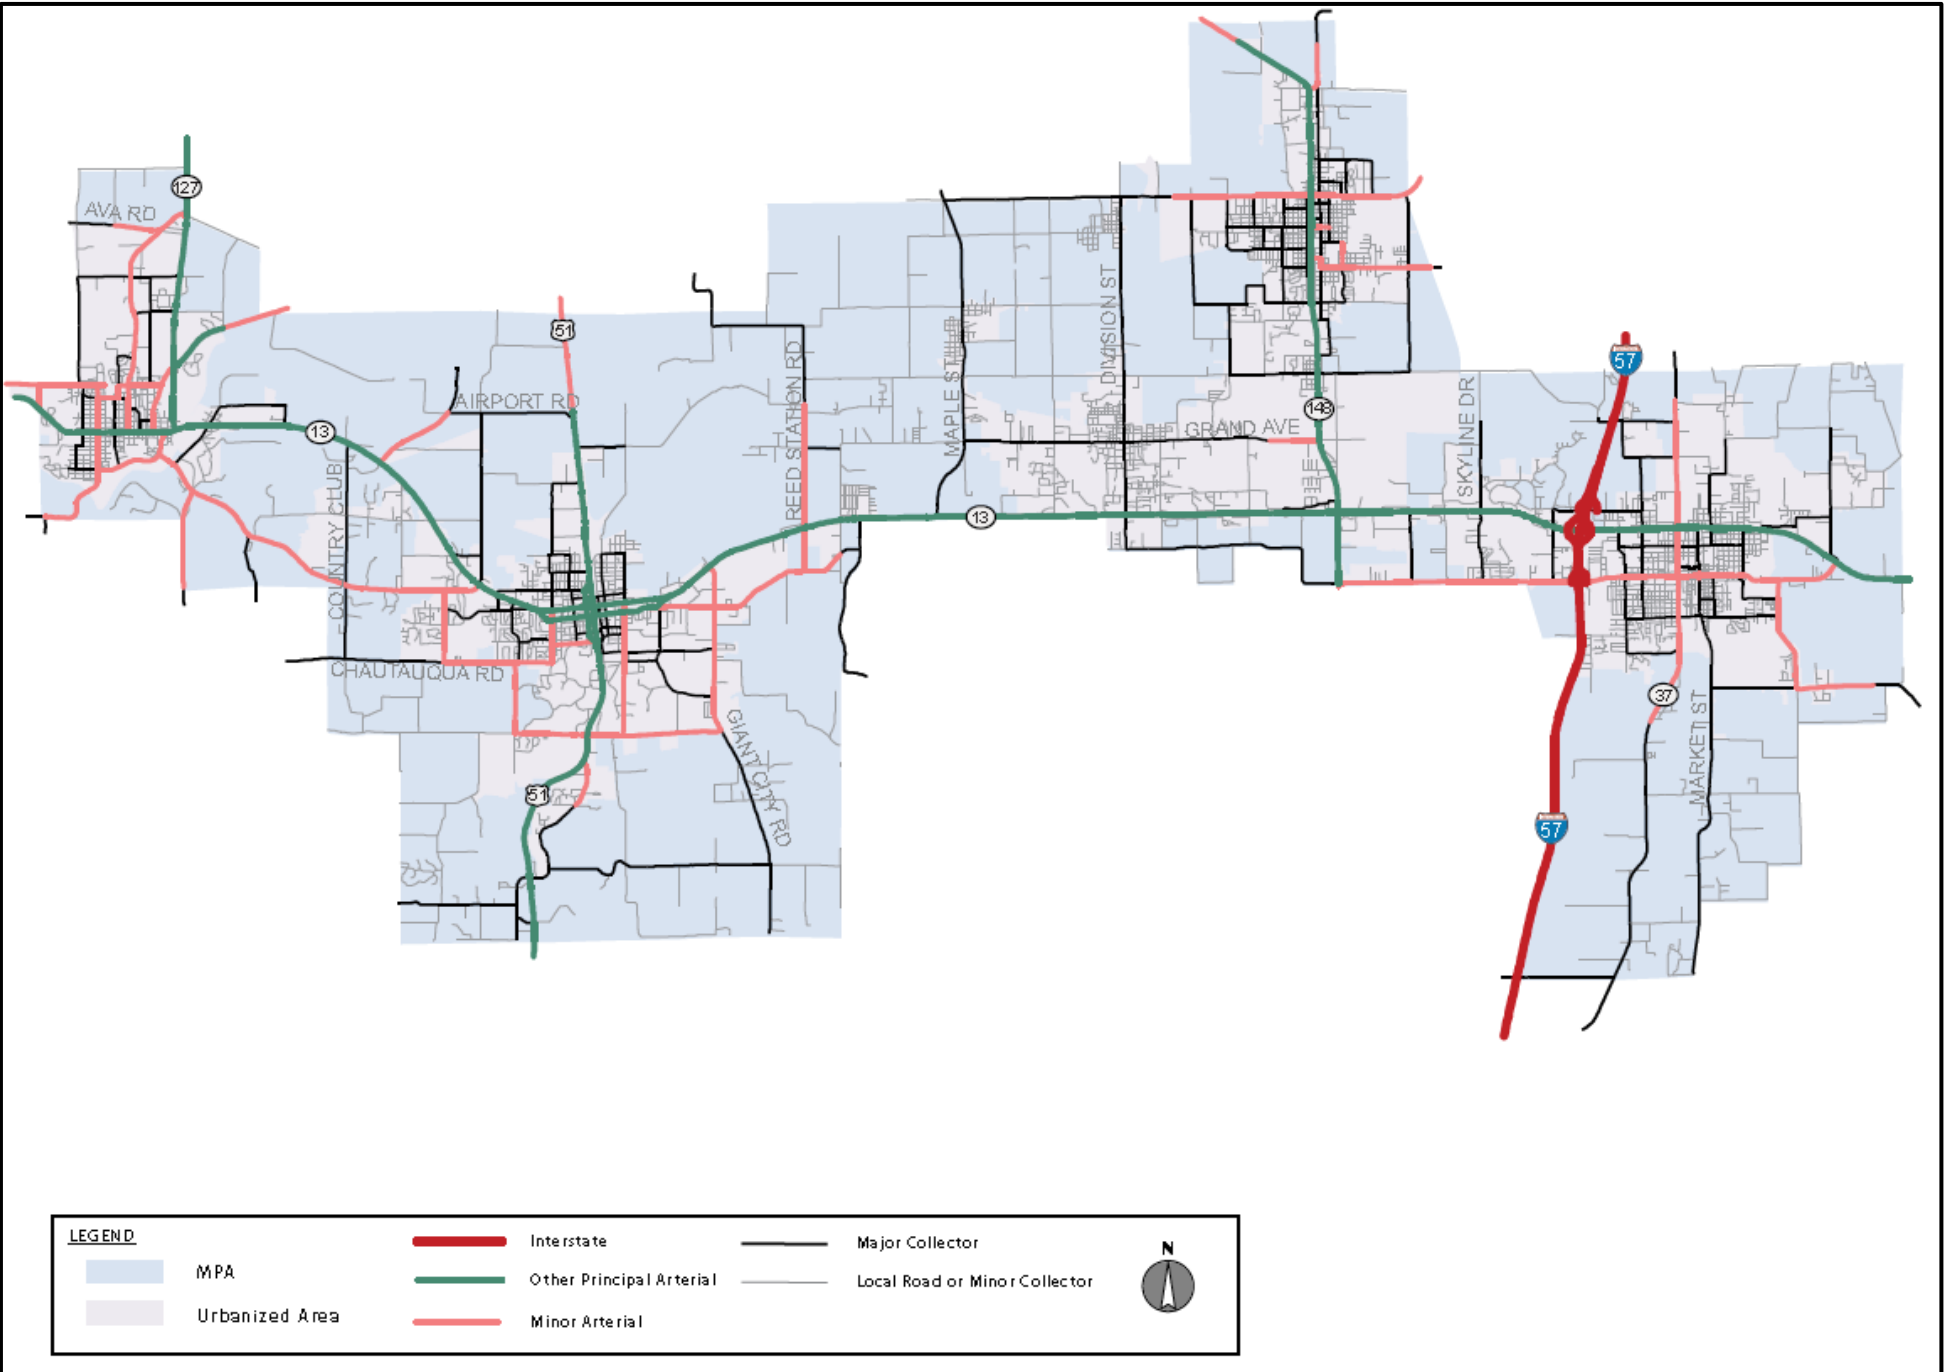 127
AVA RD
51
AIRPORT RD
13
COUNTRY CLUB
REED STATION RD
MAPLE ST
DIVISION ST
148
GRAND AVE
SKYLINE DR
57
13
CHAUTAUQUA RD
GIANT CITY RD
51
37
MARKET ST
57
LEGEND
MPA
Urbanized Area
Interstate
Other Principal Arterial
Minor Arterial
Major Collector
Local Road or Minor Collector
N